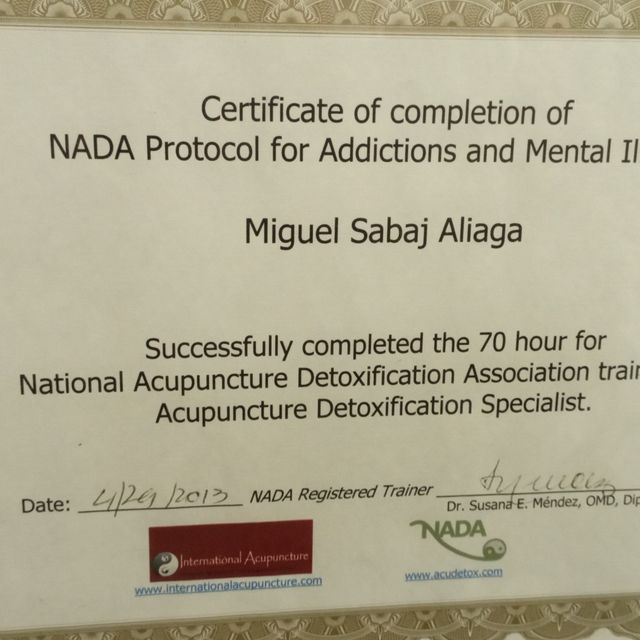 Certificate of completion of
NADA Protocol for Addictions and Mental Il
Miguel Sabaj Aliaga
Successfully completed the 70 hour for
National Acupuncture Detoxification Association train
Acupuncture Detoxification Specialist.
Date: 4/29/2013 NADA Registered Trainer
Dr. Susana E. Méndez, OMD, Dip
International Acupuncture
www.internationalacupuncture.com
NADA
www.acudetox.com